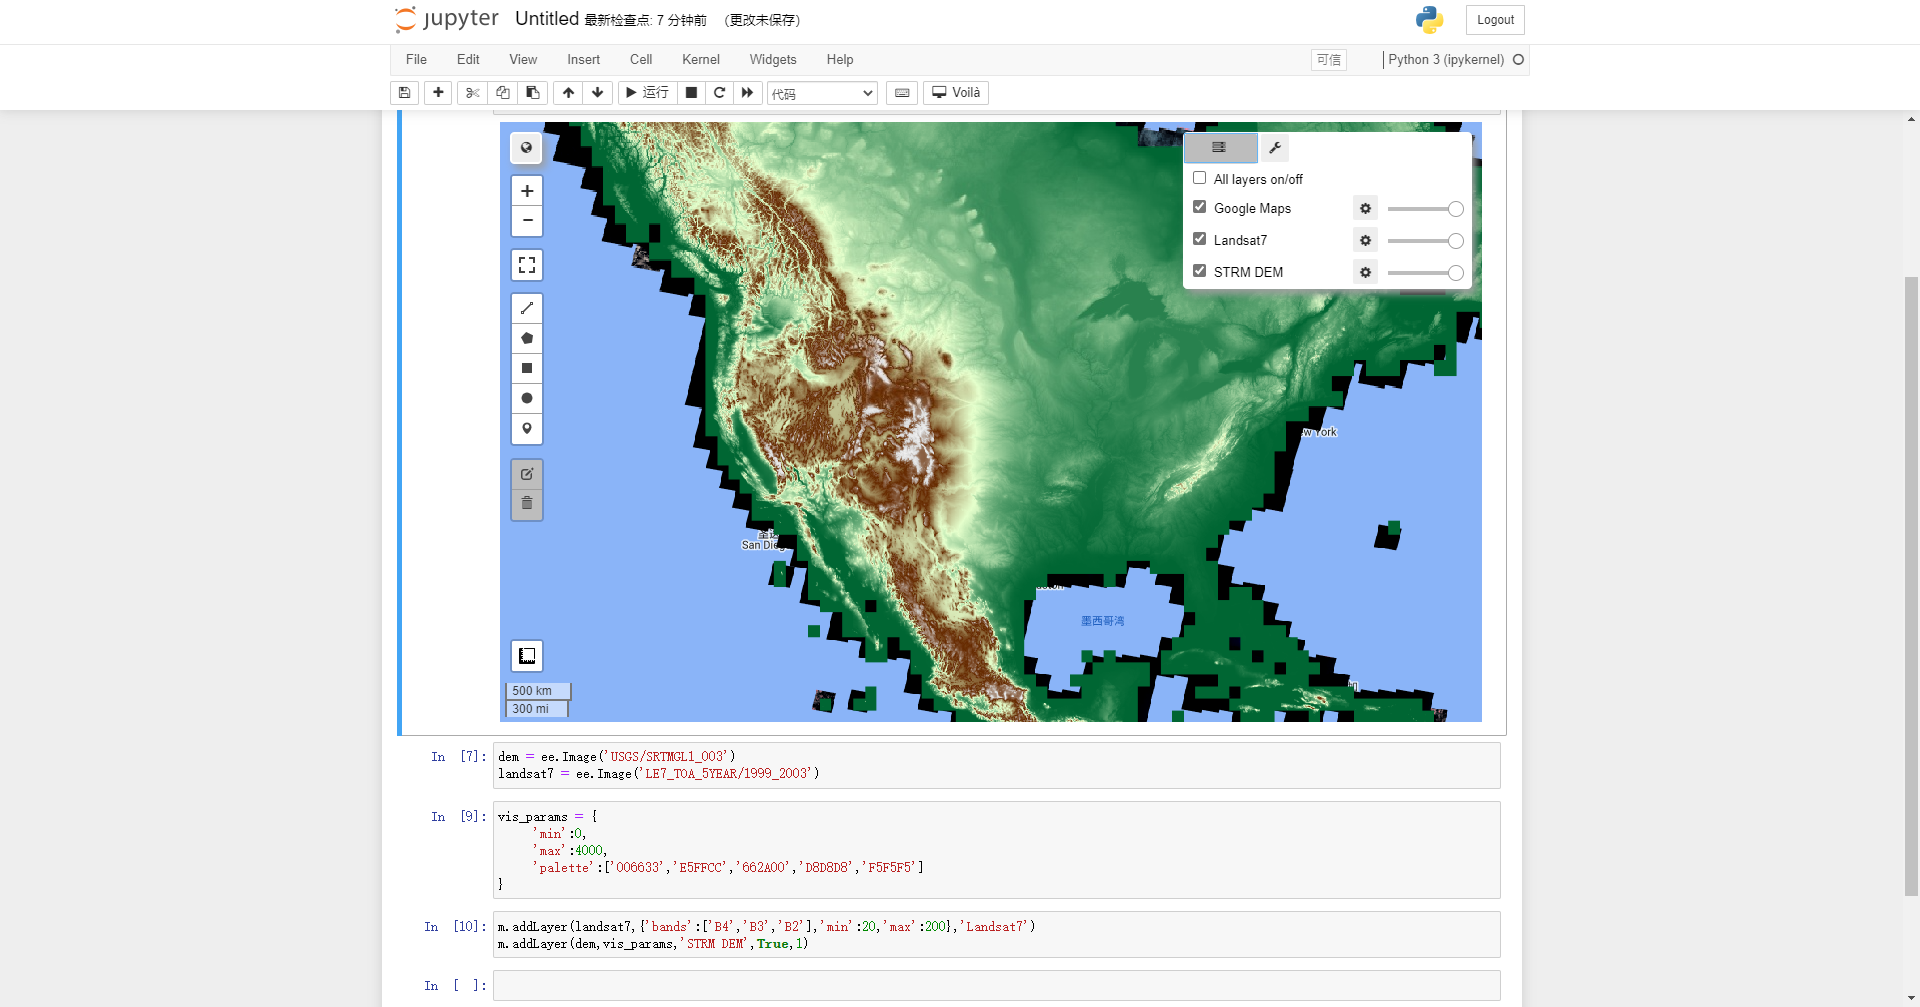 jupyter Untitled 最新检查点: 7 分钟前 (更改未保存)
Logout
File Edit View Insert Cell Kernel Widgets Help
可信
Python 3 (ipykernel)
运行
代码
Voilà
All layers on/off
Google Maps
Landsat7
STRM DEM
w York
San Die
墨西哥湾
500 km
300 mi
In [7]:
dem = ee.Image('USGS/SRTMGL1_003')
landsat7 = ee.Image('LE7_TOA_5YEAR/1999_2003')
In [9]:
vis_params = {
'min':0,
'max':4000,
'palette':['006633','E5FFCC','662A00','D8D8D8','F5F5F5']
}
In [10]:
m.addLayer(landsat7,{'bands':['B4','B3','B2'],'min':20,'max':200},'Landsat7')
m.addLayer(dem,vis_params,'STRM DEM',True,1)
In [ ]: